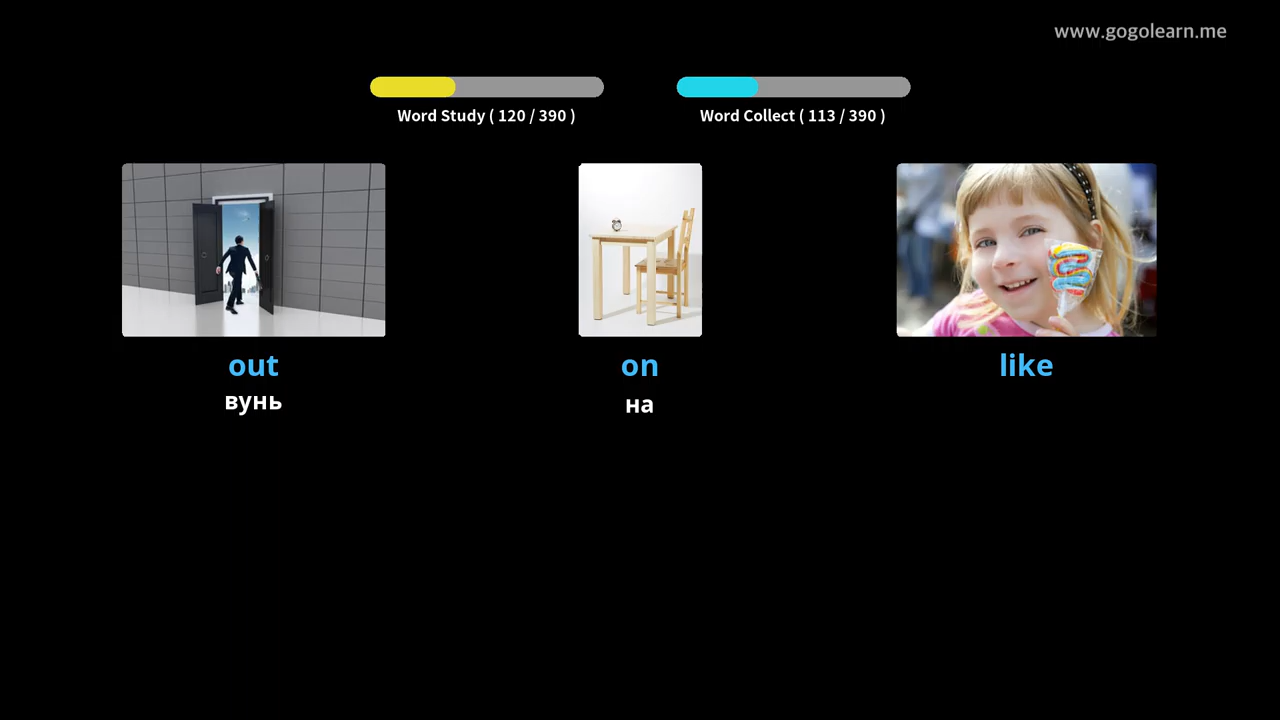 www.gogolearn.me
Word Study ( 120 / 390 )
Word Collect ( 113 / 390 )
out
on
like
вунь
на